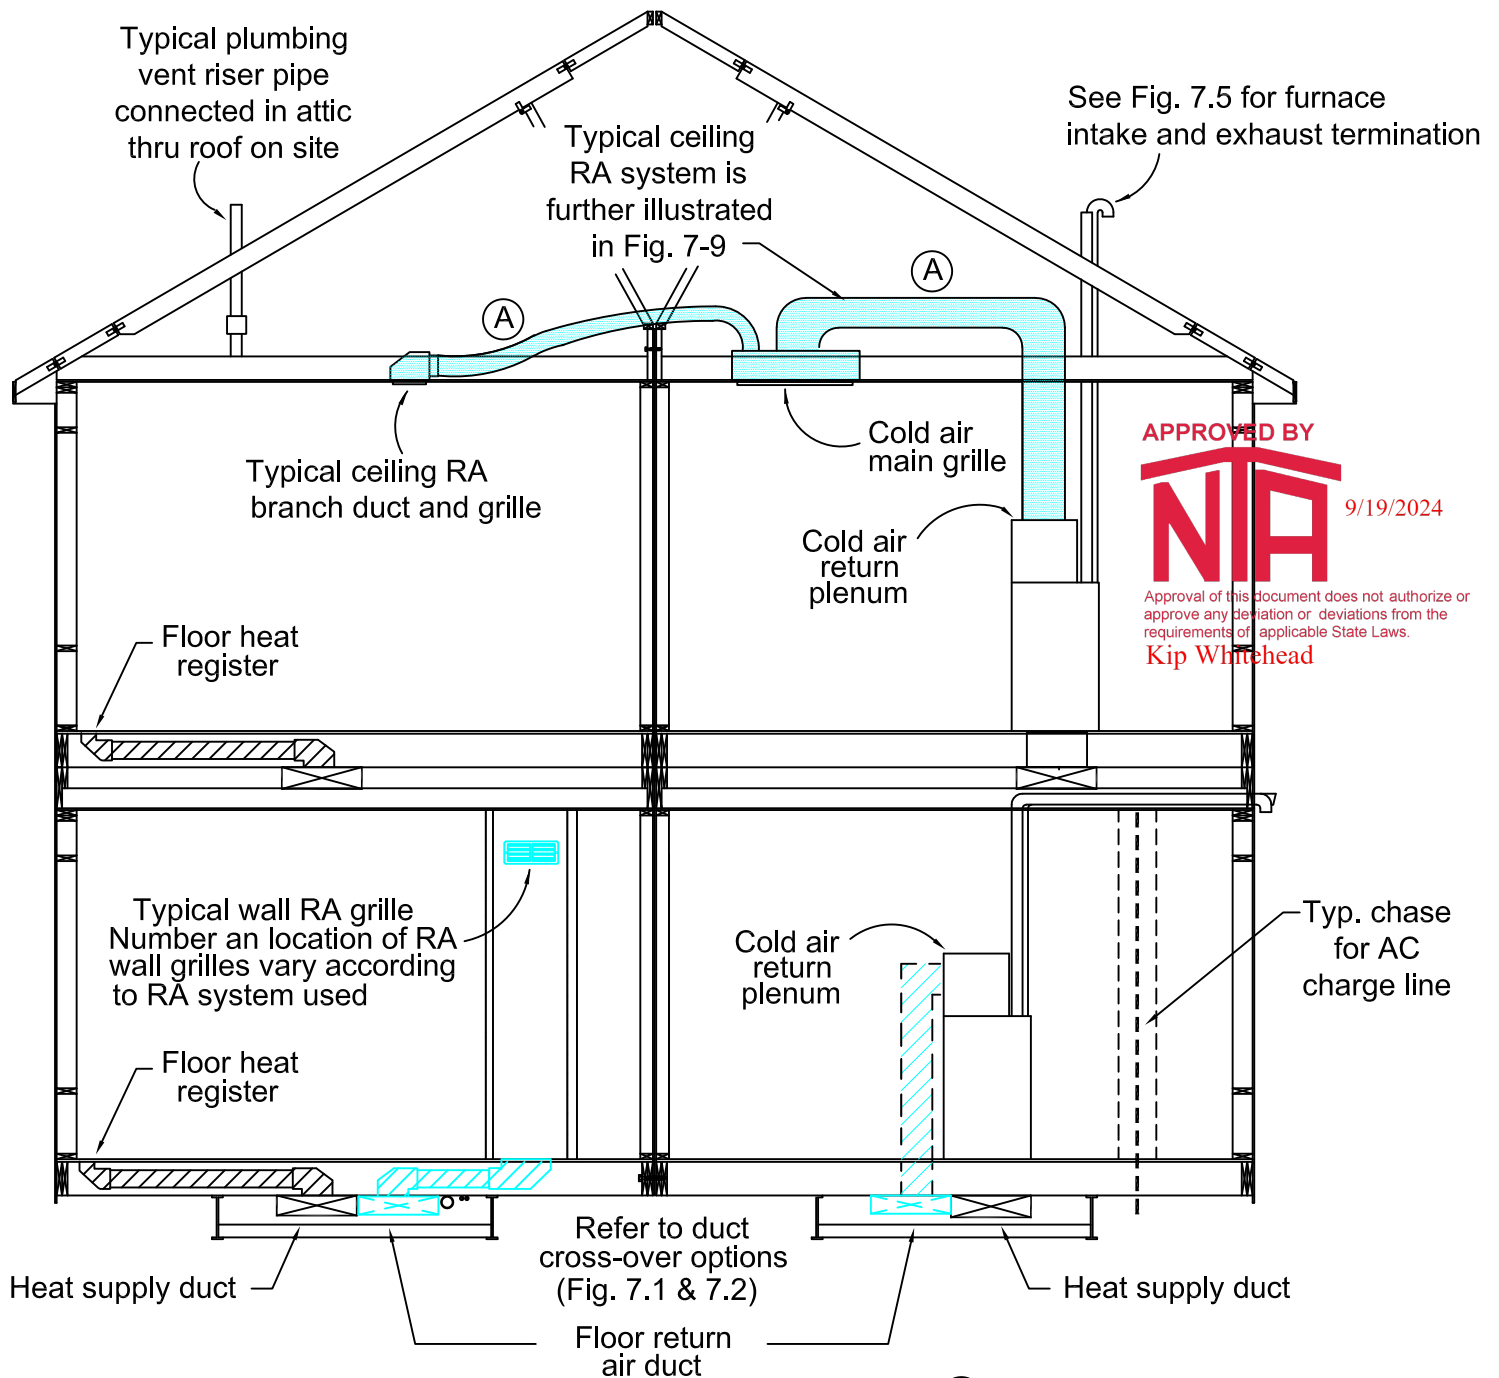 Typical plumbing
vent riser pipe
connected in attic
thru roof on site
See Fig. 7.5 for furnace
intake and exhaust termination
Typical ceiling
RA system is
further illustrated
in Fig. 7-9
A
A
Cold air
main grille
Typical ceiling RA
branch duct and grille
APPROVED BY
NTA
9/19/2024
Approval of this document does not authorize or
approve any deviation or deviations from the
requirements of applicable State Laws.
Kip Whitehead
Cold air
return
plenum
Floor heat
register
Typical wall RA grille
Number an location of RA
wall grilles vary according
to RA system used
Cold air
return
plenum
Typ. chase
for AC
charge line
Floor heat
register
Refer to duct
cross-over options
(Fig. 7.1 & 7.2)
Heat supply duct
Heat supply duct
Floor return
air duct